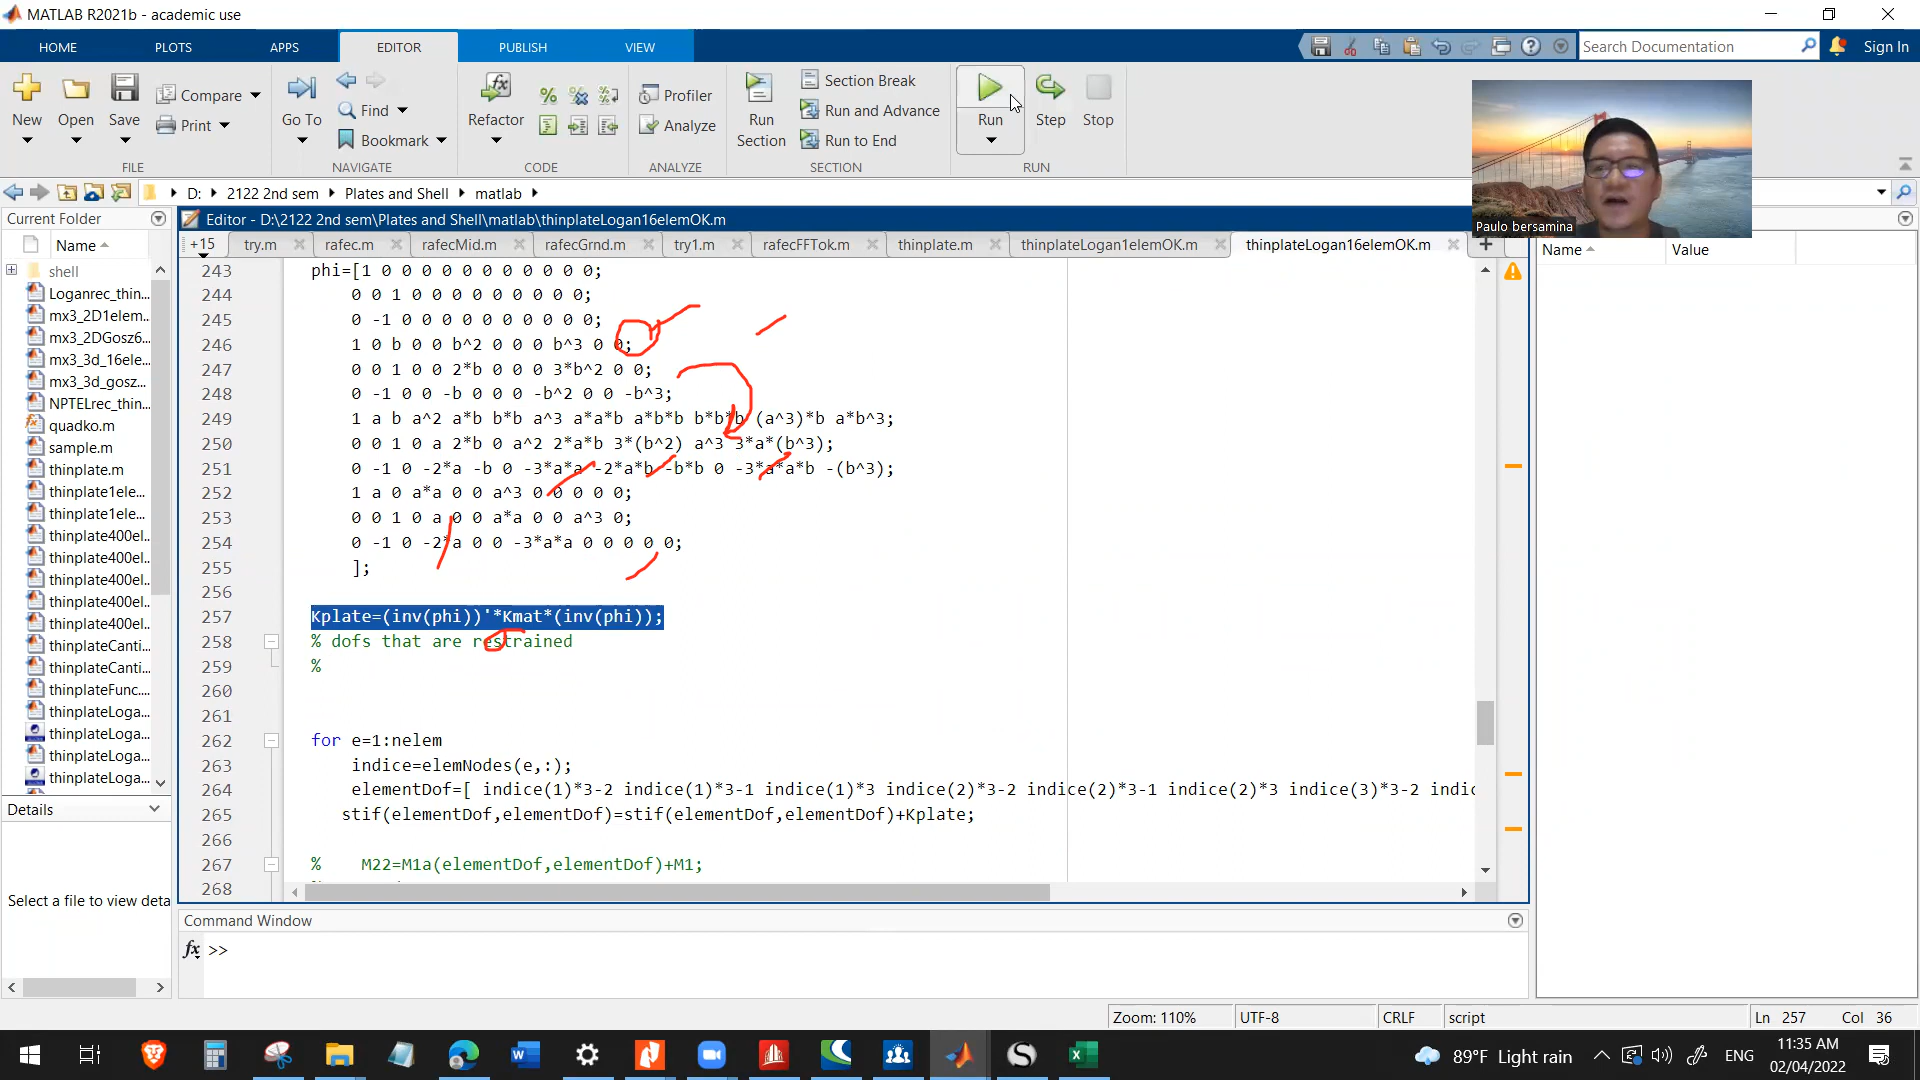 MATLAB R2021b - academic use
HOME PLOTS APPS EDITOR PUBLISH VIEW
Search Documentation
Sign In
New Open Save Compare Print
FILE
Go To Find Bookmark
NAVIGATE
Refactor
CODE
Profiler
Analyze
ANALYZE
Run Section
Section Break
Run and Advance
Run to End
SECTION
Run Step Stop
RUN
Paulo bersamina
D: 2122 2nd sem Plates and Shell matlab
Current Folder
Editor - D:\2122 2nd sem\Plates and Shell\matlab\thinplateLogan16elemOK.m
+15 try.m rafec.m rafecMid.m rafecGrnd.m try1.m rafecFFTok.m thinplate.m thinplateLogan1elemOK.m thinplateLogan16elemOK.m
Name
shell
Loganrec_thin...
mx3_2D1elem...
mx3_2DGosz6...
mx3_3d_16ele...
mx3_3d_gosz...
NPTELrec_thin...
quadko.m
sample.m
thinplate.m
thinplate1ele...
thinplate1ele...
thinplate400el...
thinplate400el...
thinplate400el...
thinplate400el...
thinplate400el...
thinplateCanti...
thinplateCanti...
thinplateFunc...
thinplateLoga...
thinplateLoga...
thinplateLoga...
thinplateLoga...
Details
Select a file to view deta
243 phi=[1 0 0 0 0 0 0 0 0 0 0 0;
244 0 0 1 0 0 0 0 0 0 0 0 0;
245 0 -1 0 0 0 0 0 0 0 0 0 0;
246 1 0 b 0 0 b^2 0 0 0 b^3 0 0;
247 0 0 1 0 0 2*b 0 0 0 3*b^2 0 0;
248 0 -1 0 0 -b 0 0 0 -b^2 0 0 -b^3;
249 1 a b a^2 a*b b*b a^3 a*a*b a*b*b b*b*b (a^3)*b a*b^3;
250 0 0 1 0 a 2*b 0 a^2 2*a*b 3*(b^2) a^3 3*a*(b^3);
251 0 -1 0 -2*a -b 0 -3*a*a -2*a*b -b*b 0 -3*a*a*b -(b^3);
252 1 a 0 a*a 0 0 a^3 0 0 0 0 0;
253 0 0 1 0 a 0 0 a*a 0 0 a^3 0;
254 0 -1 0 -2*a 0 0 -3*a*a 0 0 0 0 0;
255 ];
256
257 Kplate=(inv(phi))'*Kmat*(inv(phi));
258 % dofs that are restrained
259 %
260
261
262 for e=1:nelem
263 indice=elemNodes(e,:);
264 elementDof=[ indice(1)*3-2 indice(1)*3-1 indice(1)*3 indice(2)*3-2 indice(2)*3-1 indice(2)*3 indice(3)*3-2 indic
265 stif(elementDof,elementDof)=stif(elementDof,elementDof)+Kplate;
266
267 % M22=M1a(elementDof,elementDof)+M1;
268
Name Value
Command Window
fx >>
Zoom: 110% UTF-8 CRLF script Ln 257 Col 36
89°F Light rain ENG
11:35 AM
02/04/2022